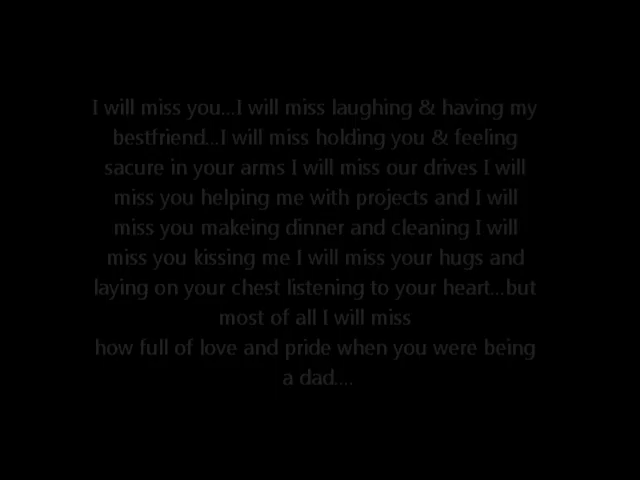 I will miss you...I will miss laughing & having my
bestfriend...I will miss holding you & feeling
sacure in your arms I will miss our drives I will
miss you helping me with projects and I will
miss you makeing dinner and cleaning I will
miss you kissing me I will miss your hugs and
laying on your chest listening to your heart...but
most of all I will miss
how full of love and pride when you were being
a dad....